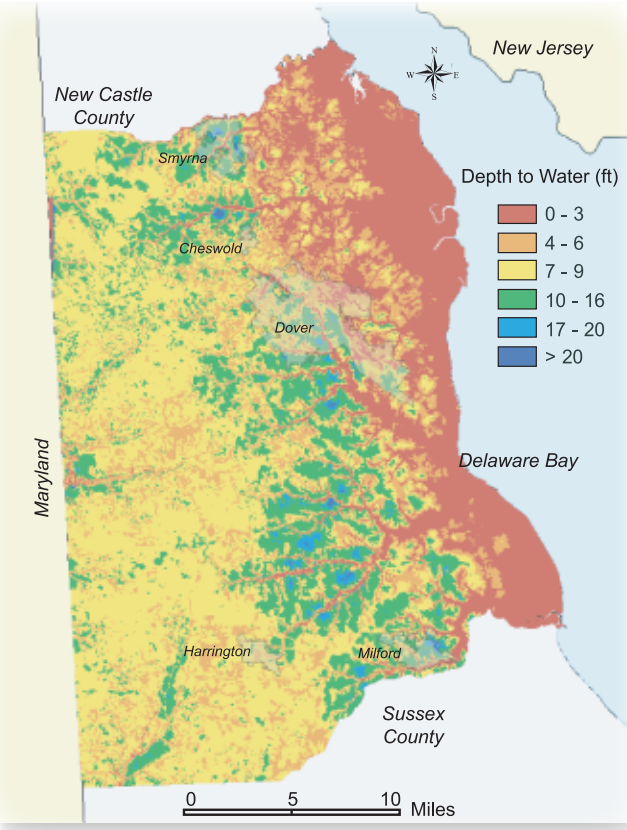 New Jersey
N
W
E
S
New Castle
County
Smyrna
Depth to Water (ft)
0 - 3
4 - 6
7 - 9
10 - 16
17 - 20
> 20
Cheswold
Dover
Maryland
Delaware Bay
Harrington
Milford
Sussex
County
0 5 10 Miles